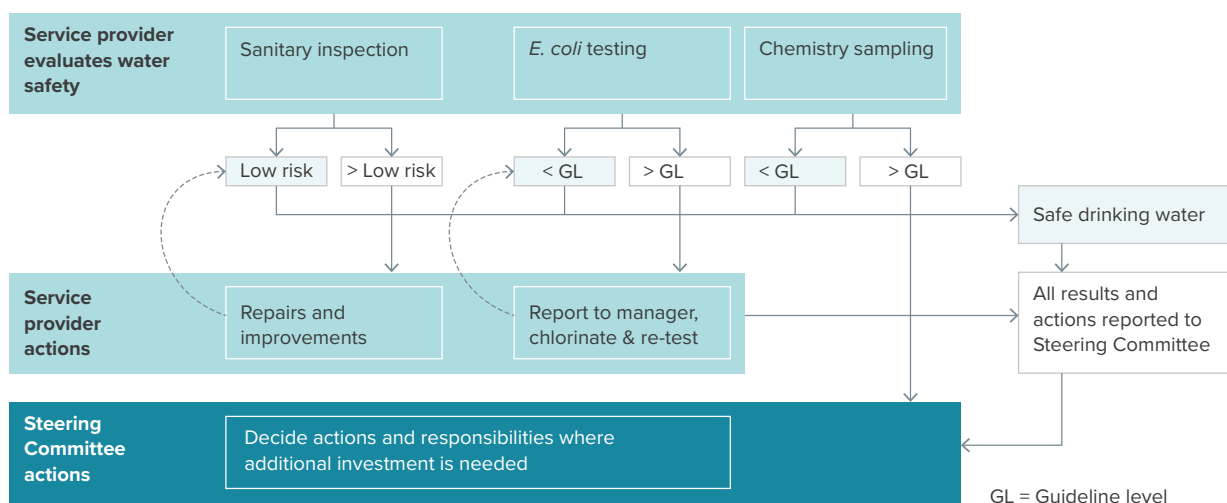 Service provider
evaluates water
safety
Sanitary inspection
E. coli testing
Chemistry sampling
Low risk
> Low risk
< GL
> GL
< GL
> GL
Safe drinking water
Service
provider
actions
Repairs and
improvements
Report to manager,
chlorinate & re-test
All results and
actions reported to
Steering Committee
Steering
Committee
actions
Decide actions and responsibilities where
additional investment is needed
GL = Guideline level